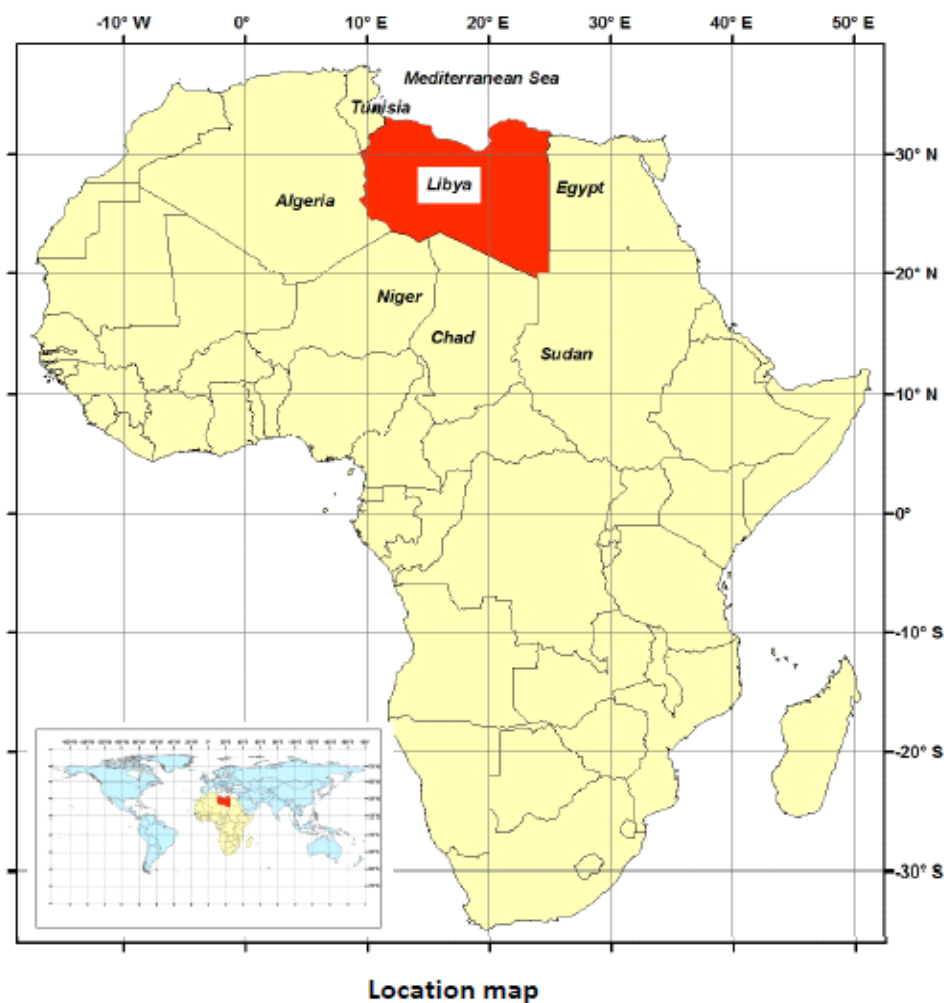 -10° W 0° 10° E 20° E 30° E 40° E 50° E
Mediterranean Sea
Tunisia
30° N
Libya
Egypt
Algeria
20° N
Niger
Chad
Sudan
10° N
0°
-10° S
-20° S
-30° S
Location map